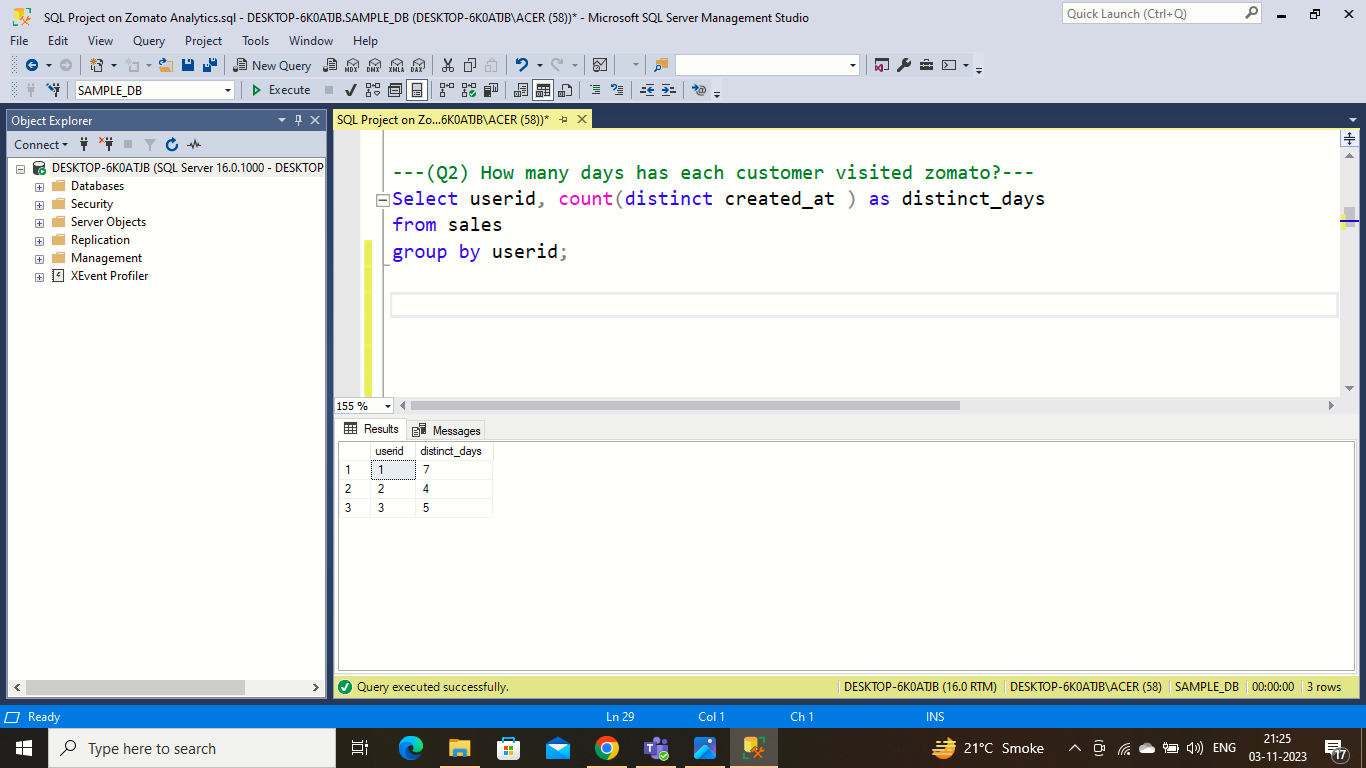 SQL Project on Zomato Analytics.sql - DESKTOP-6K0ATJB.SAMPLE_DB (DESKTOP-6K0ATJB\ACER (58))* - Microsoft SQL Server Management Studio
Quick Launch (Ctrl+Q)
File Edit View Query Project Tools Window Help
New Query MDX DMX XMLA DAX
SAMPLE_DB Execute
Object Explorer
SQL Project on Zo...6K0ATJB\ACER (58))*
Connect
DESKTOP-6K0ATJB (SQL Server 16.0.1000 - DESKTOP
Databases
Security
Server Objects
Replication
Management
XEvent Profiler
---(Q2) How many days has each customer visited zomato?---
Select userid, count(distinct created_at ) as distinct_days
from sales
group by userid;
155 %
Results Messages
userid distinct_days
1 1 7
2 2 4
3 3 5
Query executed successfully. DESKTOP-6K0ATJB (16.0 RTM) DESKTOP-6K0ATJB\ACER (58) SAMPLE_DB 00:00:00 3 rows
Ready Ln 29 Col 1 Ch 1 INS
Type here to search
21°C Smoke ENG
21:25
03-11-2023
17